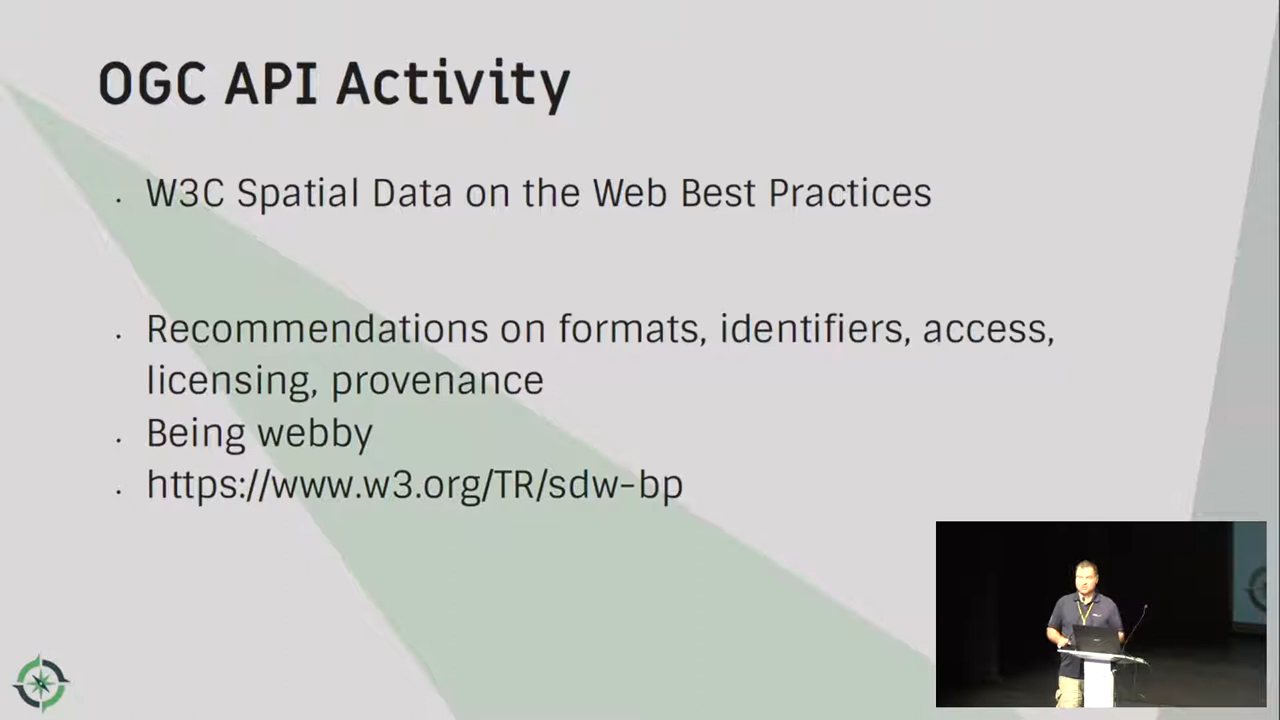 OGC API Activity
W3C Spatial Data on the Web Best Practices
Recommendations on formats, identifiers, access,
licensing, provenance
Being webby
https://www.w3.org/TR/sdw-bp